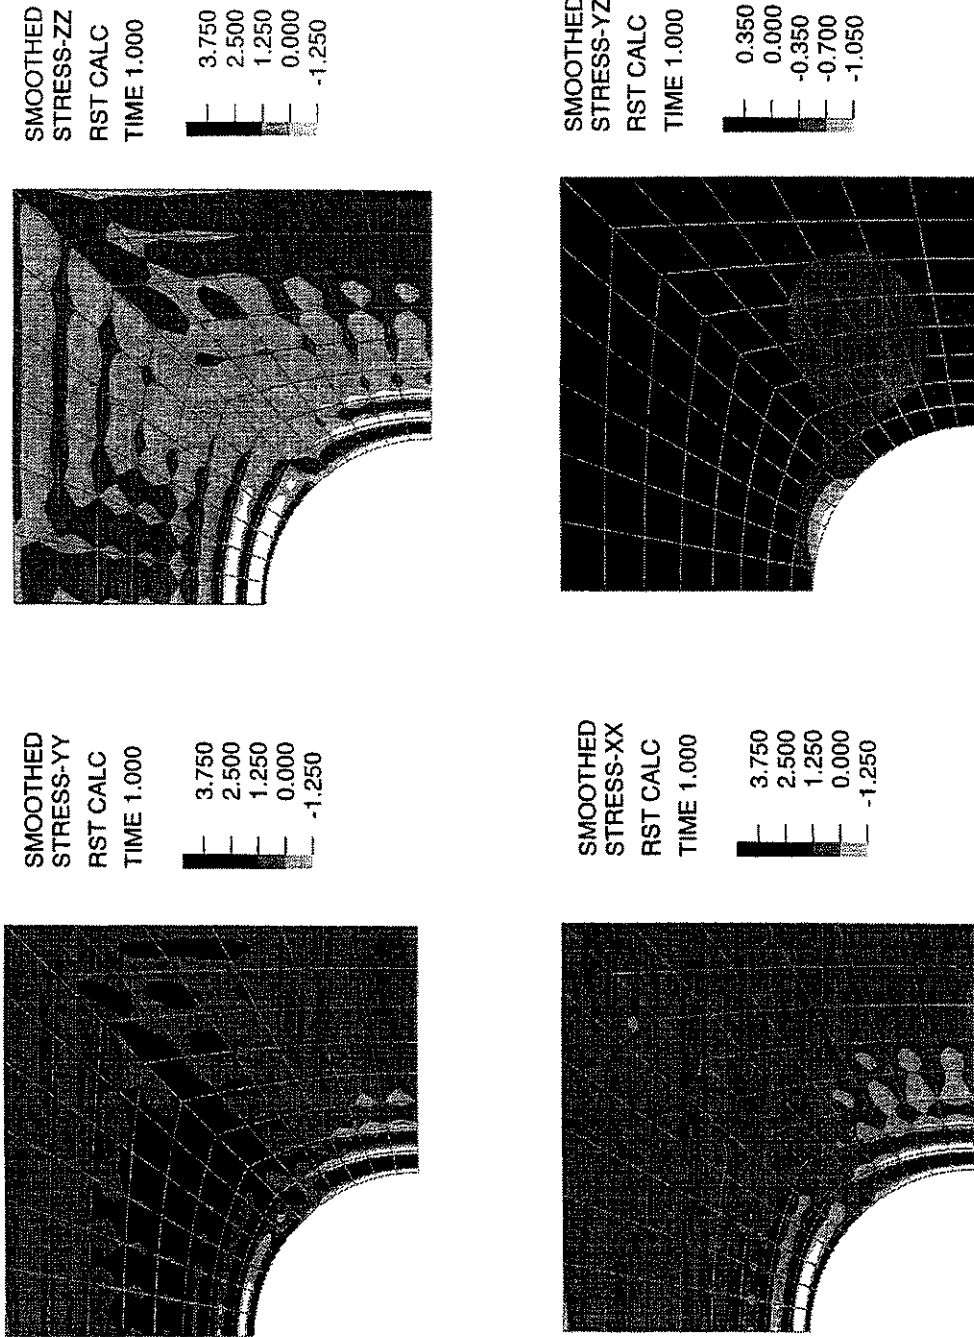 SMOOTHED
STRESS-ZZ
RST CALC
TIME 1.000
3.750
2.500
1.250
0.000
-1.250
SMOOTHED
STRESS-YZ
RST CALC
TIME 1.000
0.350
0.000
-0.350
-0.700
-1.050
SMOOTHED
STRESS-YY
RST CALC
TIME 1.000
3.750
2.500
1.250
0.000
-1.250
SMOOTHED
STRESS-XX
RST CALC
TIME 1.000
3.750
2.500
1.250
0.000
-1.250